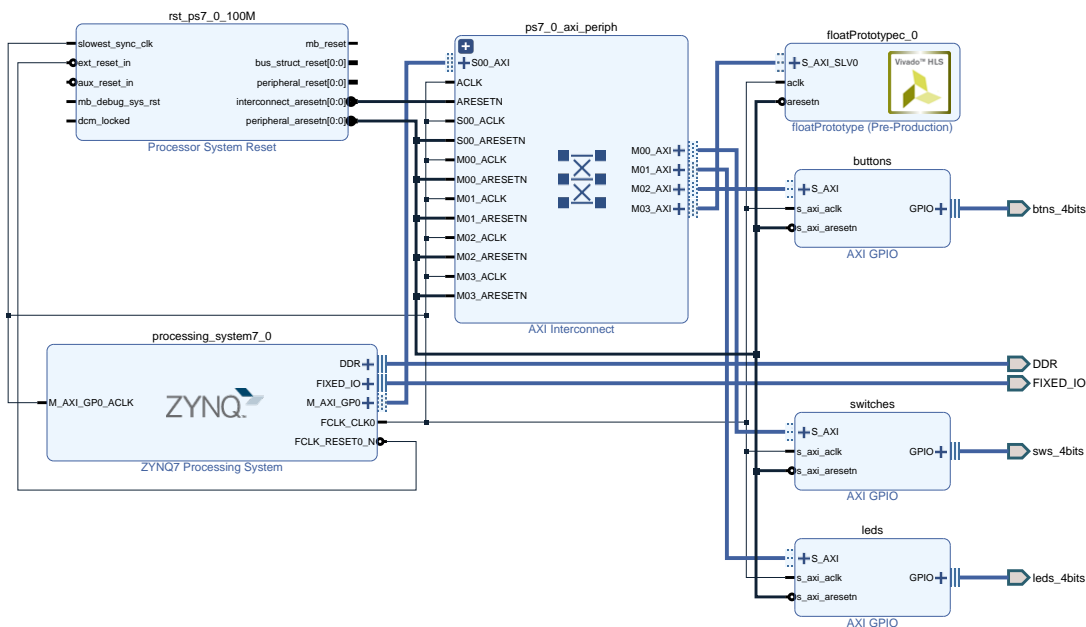 rst_ps7_0_100M
slowest_sync_clk
ext_reset_in
aux_reset_in
mb_debug_sys_rst
dcm_locked
mb_reset
bus_struct_reset[0:0]
peripheral_reset[0:0]
interconnect_aresetn[0:0]
peripheral_aresetn[0:0]
Processor System Reset
ps7_0_axi_periph
S00_AXI
ACLK
ARESETN
S00_ACLK
S00_ARESETN
M00_ACLK
M00_ARESETN
M01_ACLK
M01_ARESETN
M02_ACLK
M02_ARESETN
M03_ACLK
M03_ARESETN
M00_AXI
M01_AXI
M02_AXI
M03_AXI
AXI Interconnect
floatPrototypec_0
S_AXI_SLV0
aclk
aresetn
Vivado™ HLS
floatPrototype (Pre-Production)
buttons
S_AXI
s_axi_aclk
s_axi_aresetn
GPIO
AXI GPIO
btns_4bits
processing_system7_0
M_AXI_GP0_ACLK
ZYNQ
DDR
FIXED_IO
M_AXI_GP0
FCLK_CLK0
FCLK_RESET0_N
ZYNQ7 Processing System
DDR
FIXED_IO
switches
S_AXI
s_axi_aclk
s_axi_aresetn
GPIO
AXI GPIO
sws_4bits
leds
S_AXI
s_axi_aclk
s_axi_aresetn
GPIO
AXI GPIO
leds_4bits